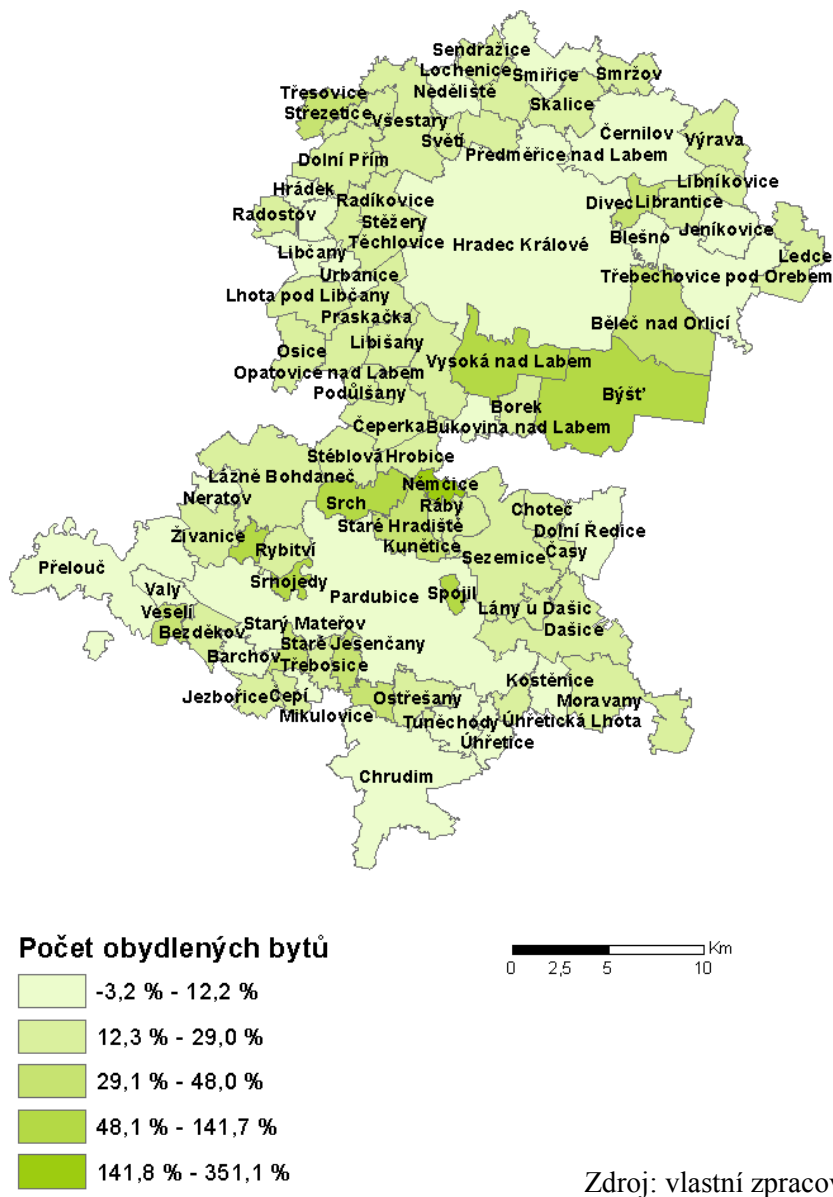 Sendražice
Lochenice
Smiřice
Smržov
Třesovice
Neděliště
Střezetice
Skalice
Všestary
Černilov
Světí
Výrava
Předměřice nad Labem
Dolní Přím
Libníkovice
Hrádek
Radíkovice
Divec
Librantice
Radostov
Stěžery
Blešno
Jeníkovice
Těchlovice
Hradec Králové
Libčany
Ledce
Urbanice
Třebechovice pod Orebem
Lhota pod Libčany
Praskačka
Běleč nad Orlicí
Libišany
Osice
Vysoká nad Labem
Opatovice nad Labem
Býšť
Podůlšany
Borek
Čeperka
Bukovina nad Labem
Stéblová
Hrobice
Lázně Bohdaneč
Němčice
Neratov
Srch
Ráby
Choteč
Staré Hradiště
Dolní Ředice
Živanice
Rybitví
Kunětice
Sezemice
Časy
Přelouč
Valy
Srnojedy
Pardubice
Spojil
Veselí
Lány u Dašic
Bezděkov
Starý Mateřov
Dašice
Barchov
Staré Jesenčany
Třebosice
Kostěnice
Jezbořice
Čepí
Ostřešany
Moravany
Mikulovice
Tuněchody
Úhřetická Lhota
Úhřetice
Chrudim
Počet obydlených bytů
Km
0 2,5 5 10
-3,2 % - 12,2 %
12,3 % - 29,0 %
29,1 % - 48,0 %
48,1 % - 141,7 %
141,8 % - 351,1 %
Zdroj: vlastní zpracov